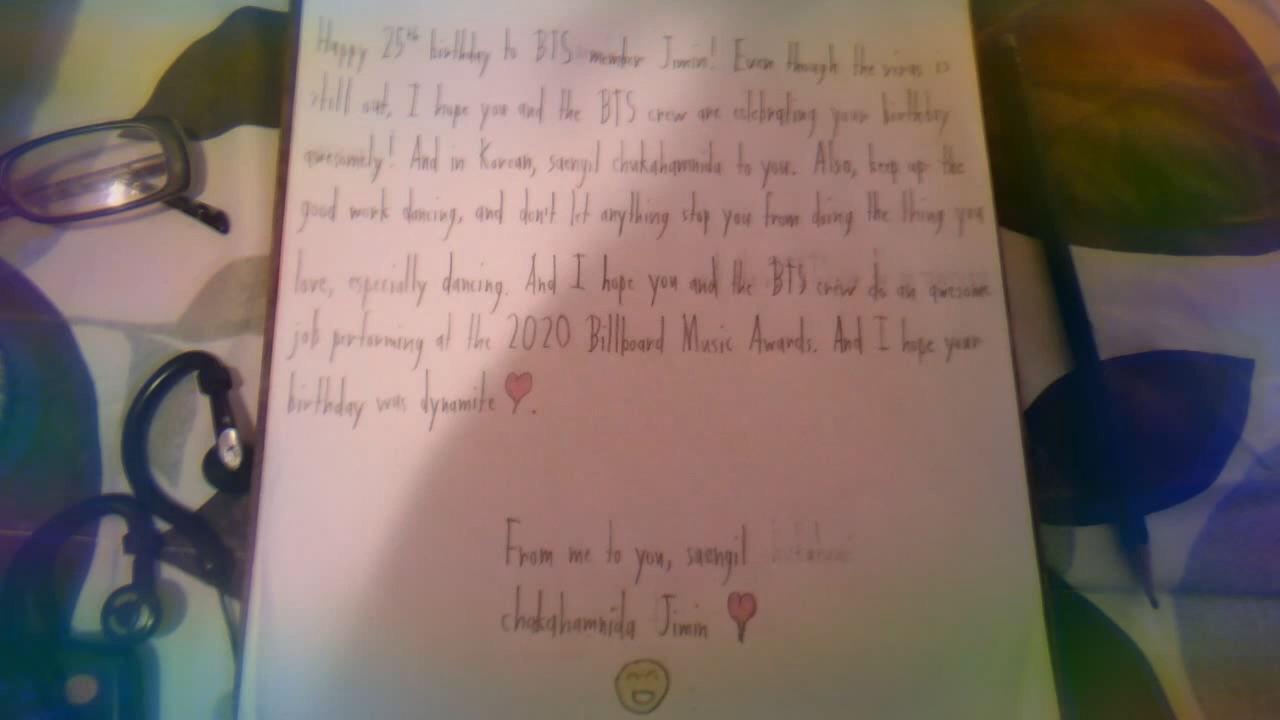 Happy 25th birthday to BTS member Jimin! Even though the virus is
still out, I hope you and the BTS crew are celebrating your birthday
awesomely! And in Korean, saengil chukahamnida to you. Also, keep up the
good work dancing, and don't let anything stop you from doing the thing you
love, especially dancing. And I hope you and the BTS crew do an awesome
job performing at the 2020 Billboard Music Awards. And I hope your
birthday was dynamite ♥.
From me to you, saengil
chukahamnida Jimin ♥